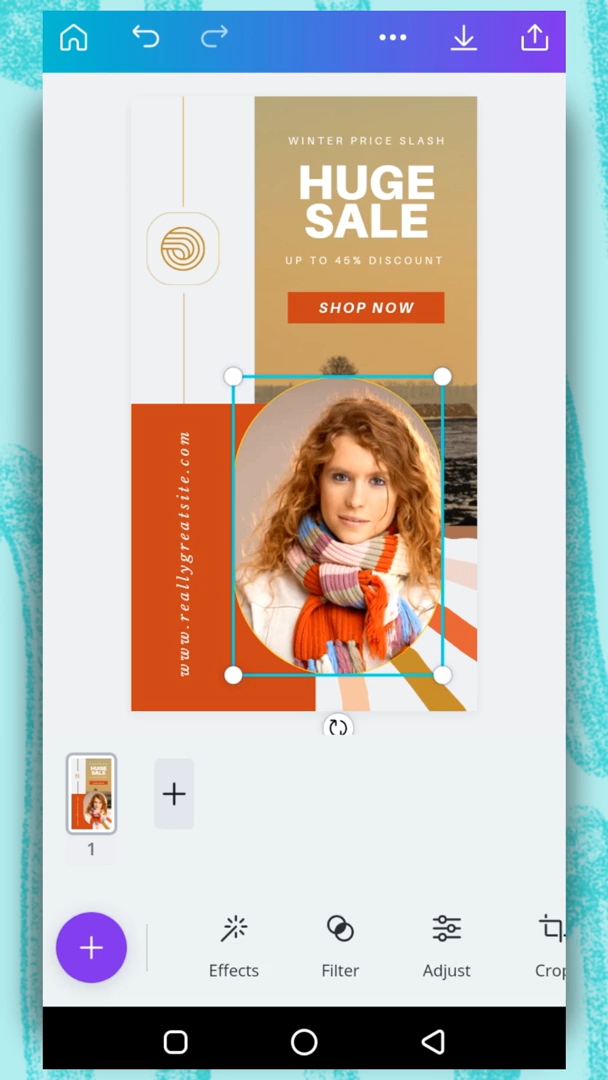 WINTER PRICE SLASH
HUGE
SALE
UP TO 45% DISCOUNT
SHOP NOW
www.reallygreatsite.com
1
Effects
Filter
Adjust
Crop